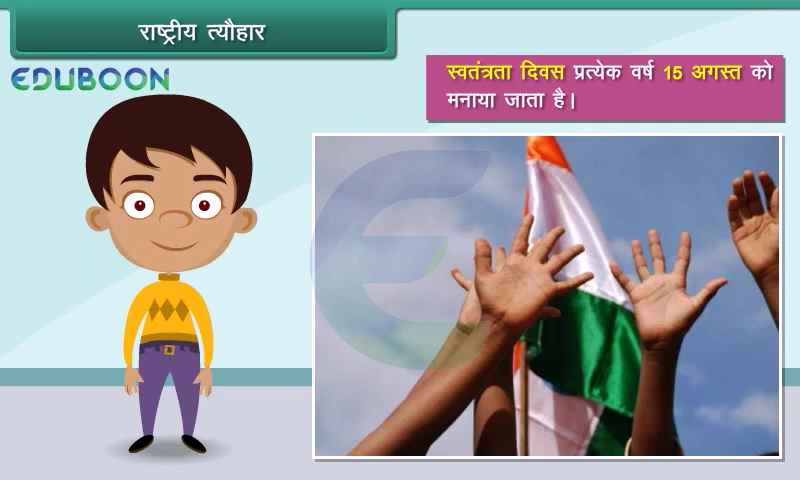 राष्ट्रीय त्यौहार
EDUBOON
स्वतंत्रता दिवस प्रत्येक वर्ष 15 अगस्त को
मनाया जाता है।